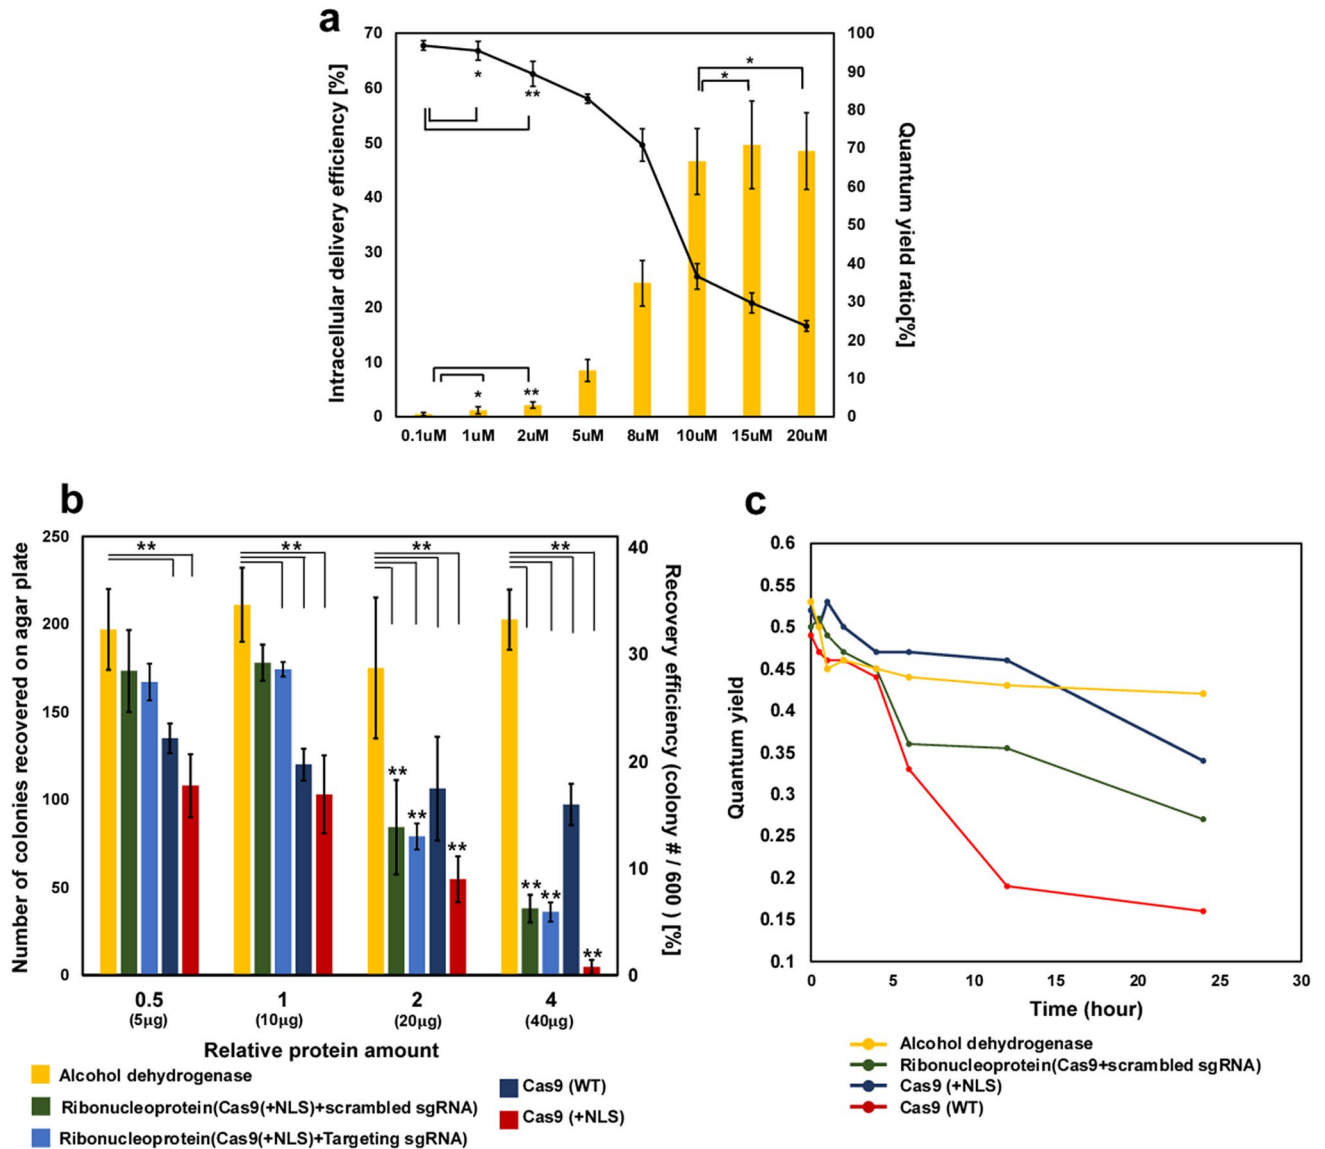 a
Intracellular delivery efficiency [%]
70
60
50
40
30
20
10
0
Quantum yield ratio[%]
100
90
80
70
60
50
40
30
20
10
0
*
**
*
*
*
**
0.1uM 1uM 2uM 5uM 8uM 10uM 15uM 20uM
b
Number of colonies recovered on agar plate
250
200
150
100
50
0
Recovery efficiency (colony # / 600 ) [%]
40
30
20
10
0
** ** ** **
** ** **
** ** **
0.5 1 2 4
(5µg) (10µg) (20µg) (40µg)
Relative protein amount
Alcohol dehydrogenase
Ribonucleoprotein(Cas9(+NLS)+scrambled sgRNA)
Ribonucleoprotein(Cas9(+NLS)+Targeting sgRNA)
Cas9 (WT)
Cas9 (+NLS)
c
Quantum yield
0.6
0.55
0.5
0.45
0.4
0.35
0.3
0.25
0.2
0.15
0.1
0 5 10 15 20 25 30
Time (hour)
Alcohol dehydrogenase
Ribonucleoprotein(Cas9+scrambled sgRNA)
Cas9 (+NLS)
Cas9 (WT)